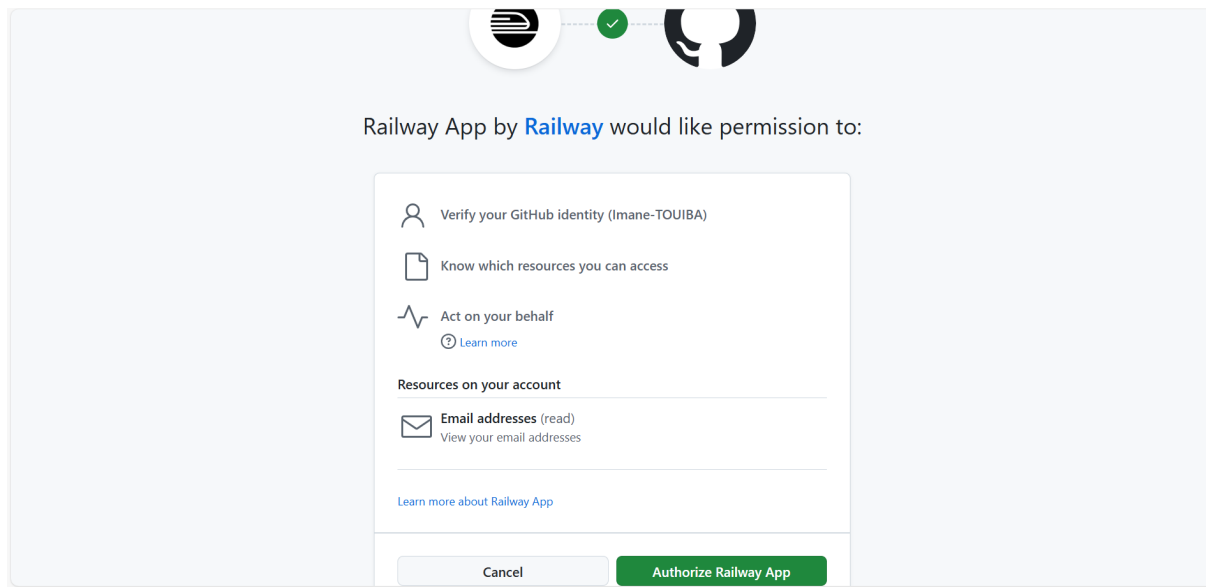 Railway App by Railway would like permission to:
Verify your GitHub identity (Imane-TOUIBA)
Know which resources you can access
Act on your behalf
Learn more
Resources on your account
Email addresses (read)
View your email addresses
Learn more about Railway App
Cancel
Authorize Railway App